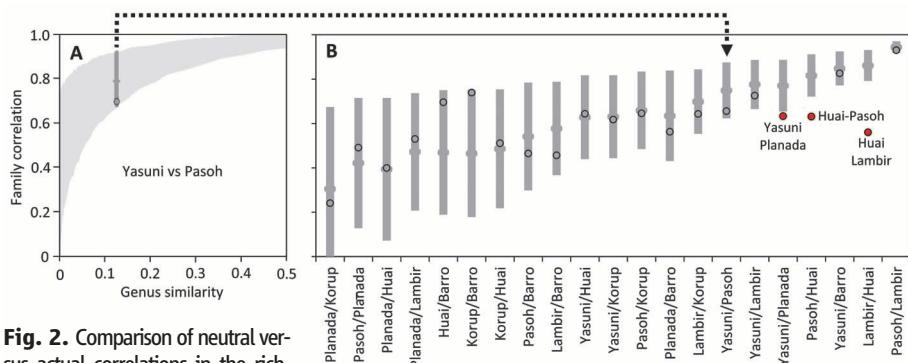 A
B
Family correlation
1.0
0.8
0.6
0.4
0.2
0
Yasuni vs Pasoh
0
0.1
0.2
0.3
0.4
0.5
Genus similarity
Yasuni
Planada
Huai-Pasoh
Huai
Lambir
Planada/Korup
Pasoh/Planada
Planada/Huai
Planada/Lambir
Huai/Barro
Korup/Barro
Korup/Huai
Pasoh/Barro
Lambir/Barro
Yasuni/Huai
Yasuni/Korup
Pasoh/Korup
Planada/Barro
Lambir/Korup
Yasuni/Pasoh
Yasuni/Lambir
Yasuni/Planada
Pasoh/Huai
Yasuni/Barro
Lambir/Huai
Pasoh/Lambir
Fig. 2. Comparison of neutral ver-